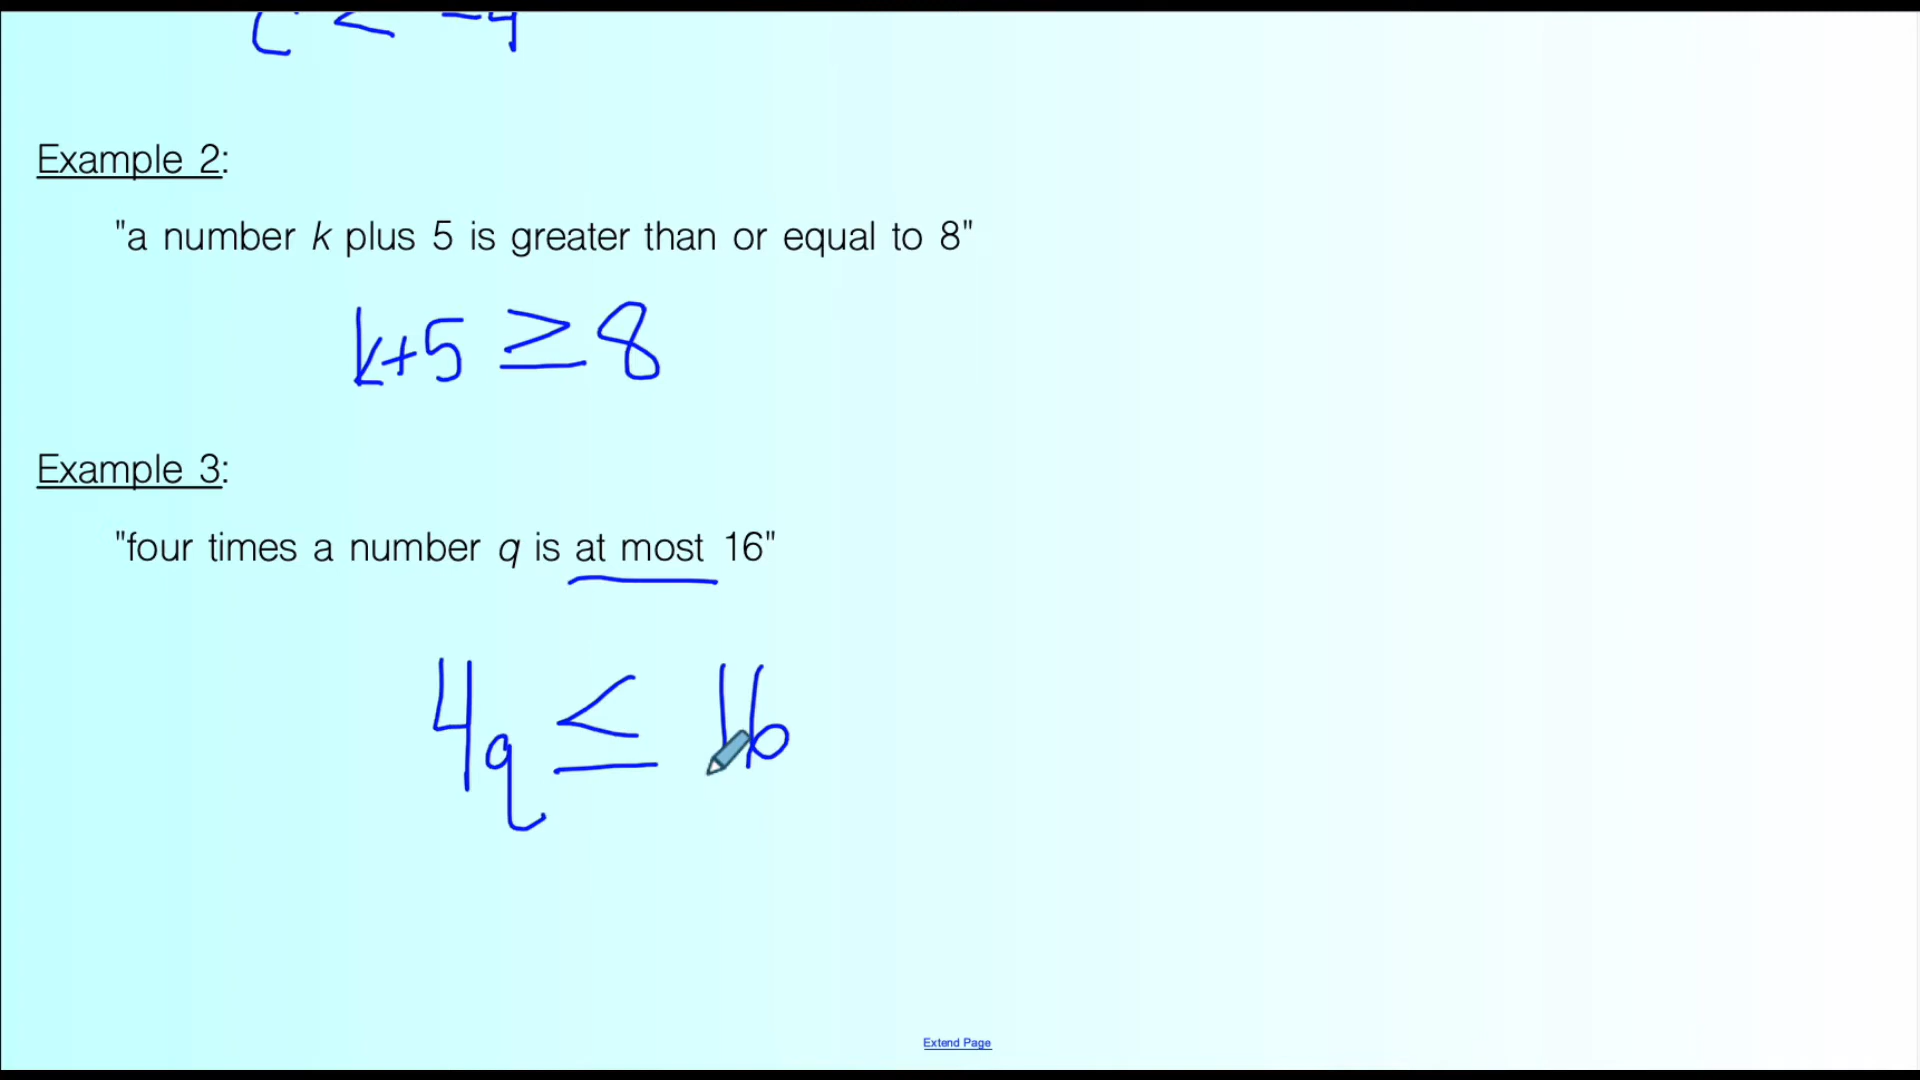 < -4
Example 2:
"a number k plus 5 is greater than or equal to 8"
k+5 ≥ 8
Example 3:
"four times a number q is at most 16"
4q ≤ 16
Extend Page